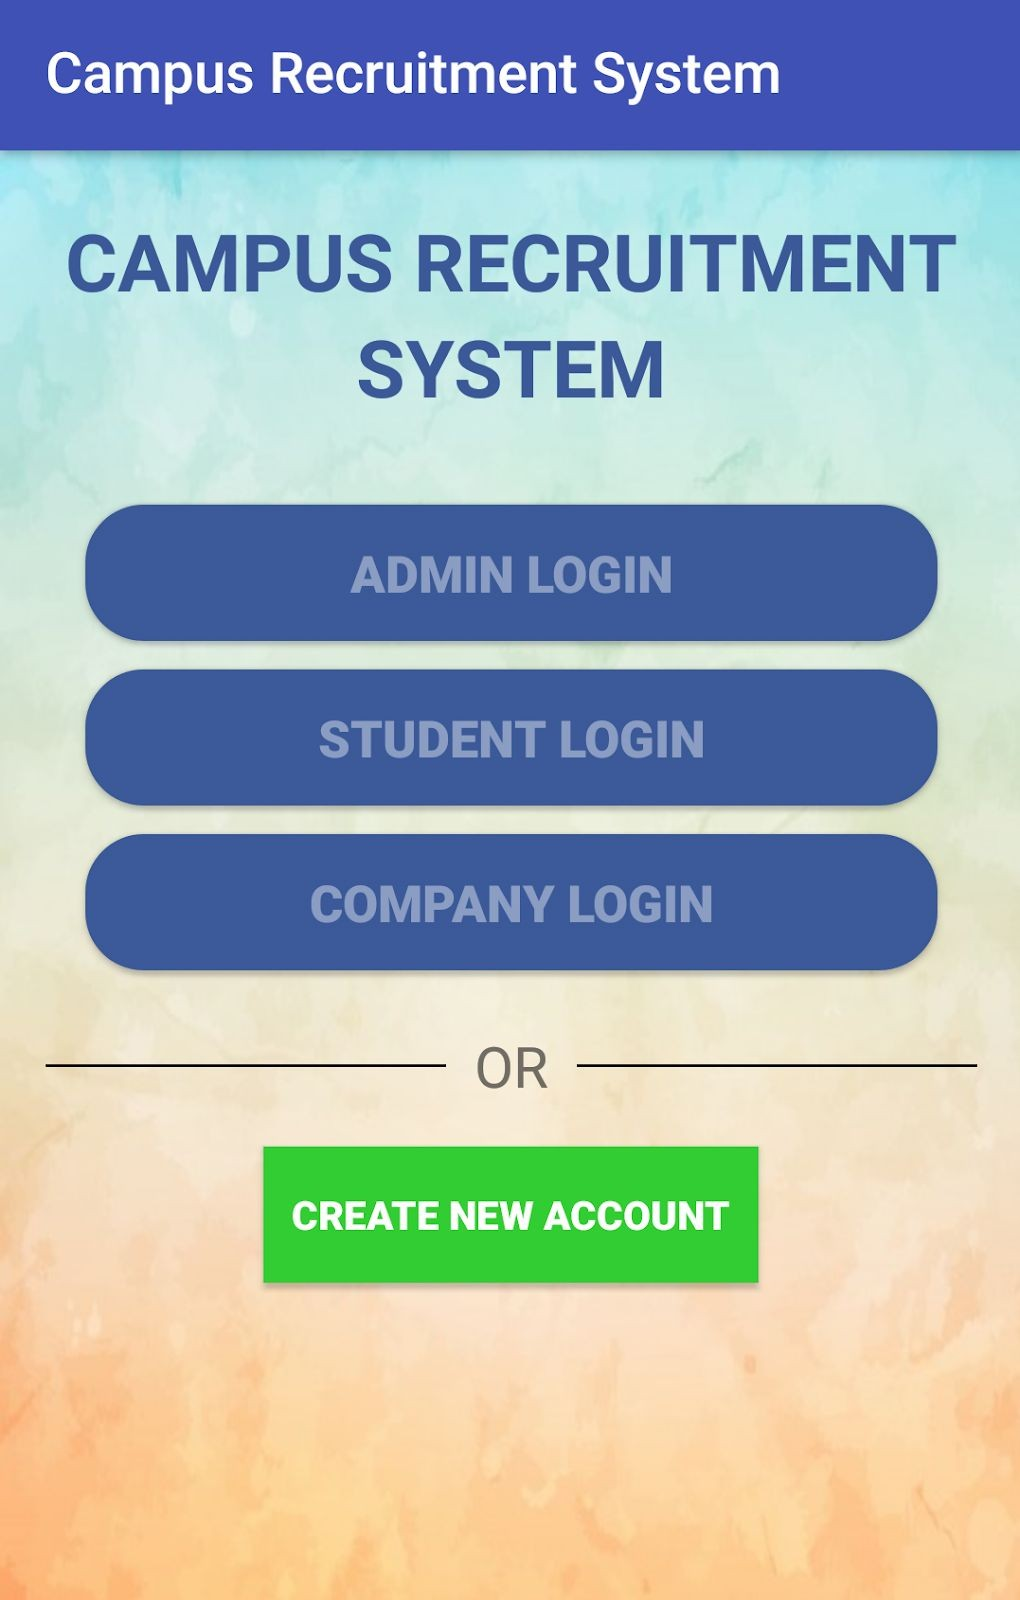 Campus Recruitment System
CAMPUS RECRUITMENT
SYSTEM
ADMIN LOGIN
STUDENT LOGIN
COMPANY LOGIN
OR
CREATE NEW ACCOUNT